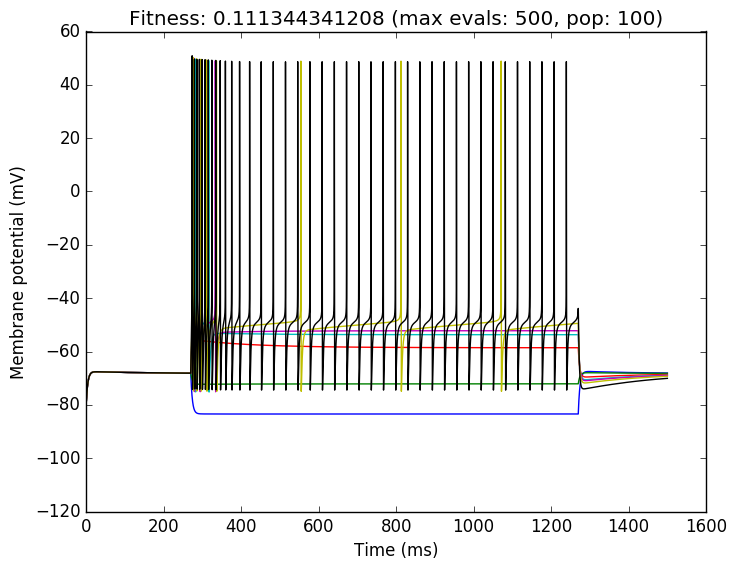 Fitness: 0.111344341208 (max evals: 500, pop: 100)
60
40
20
0
−20
−40
−60
−80
−100
−120
Membrane potential (mV)
0 200 400 600 800 1000 1200 1400 1600
Time (ms)